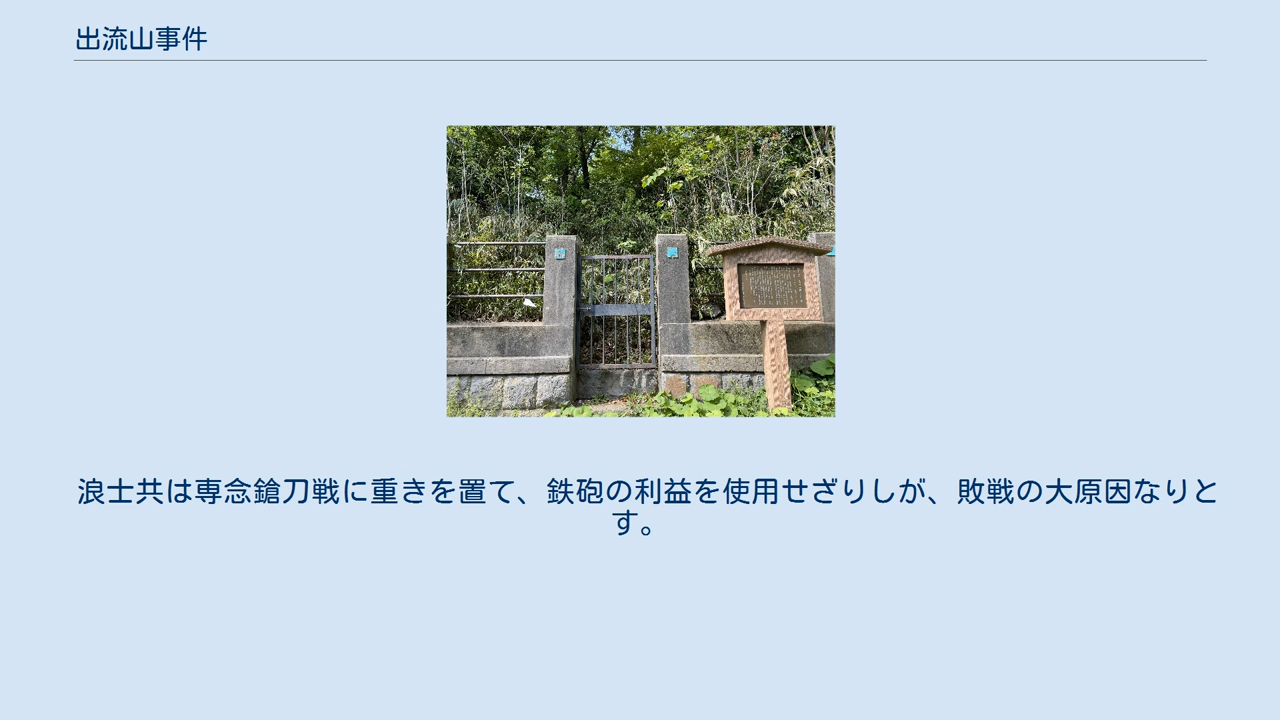 出流山事件
浪士共は専念鎗刀戦に重きを置て、鉄砲の利益を使用せざりしが、敗戦の大原因なりと
す。